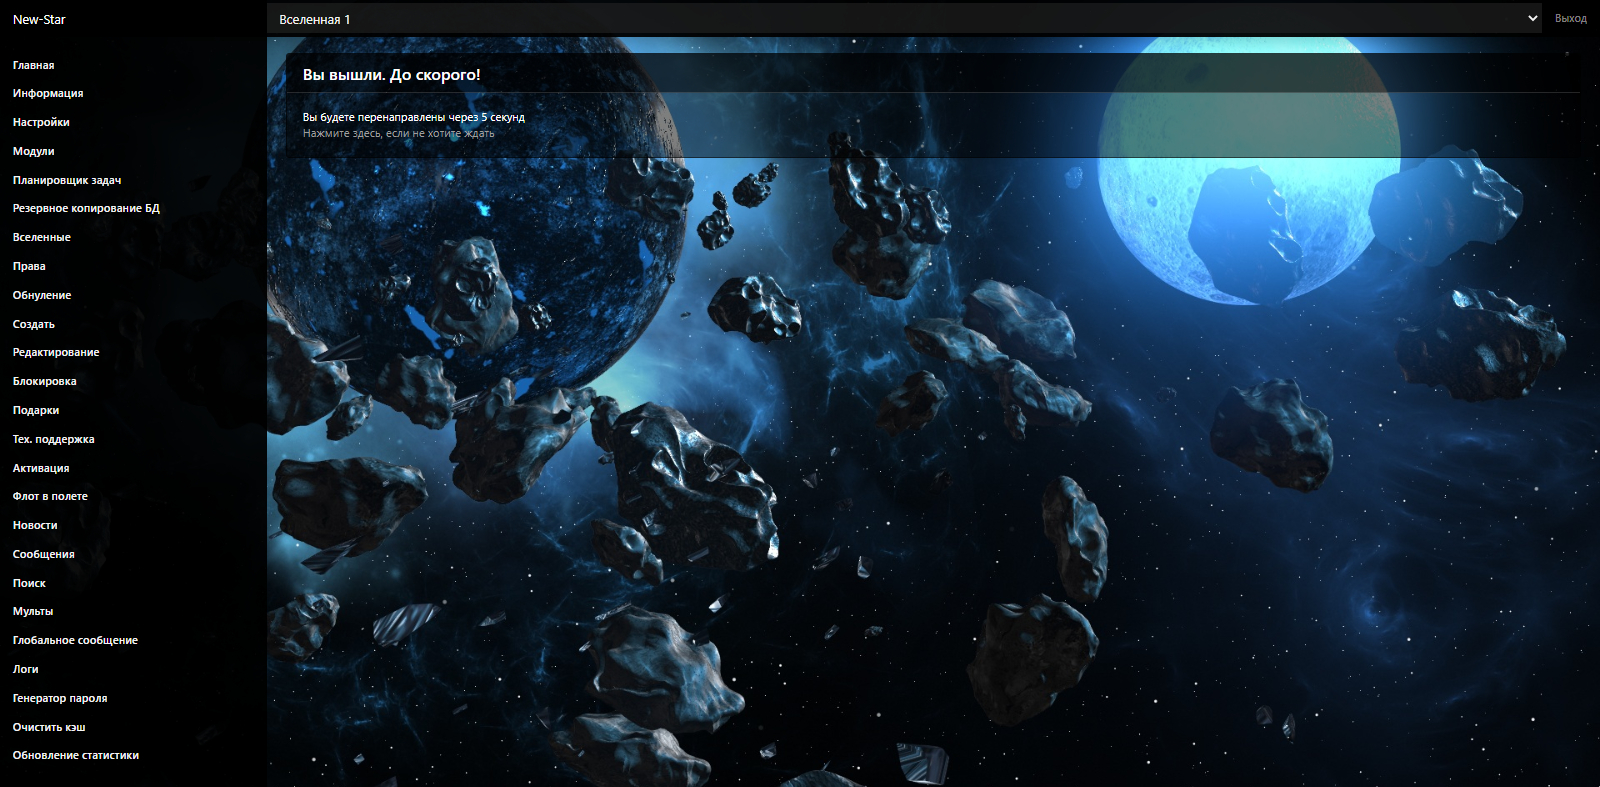 New-Star
Вселенная 1
Выход
Главная
Информация
Настройки
Модули
Планировщик задач
Резервное копирование БД
Вселенные
Права
Обнуление
Создать
Редактирование
Блокировка
Подарки
Тех. поддержка
Активация
Флот в полете
Новости
Сообщения
Поиск
Мульты
Глобальное сообщение
Логи
Генератор пароля
Очистить кэш
Обновление статистики
Вы вышли. До скорого!
Вы будете перенаправлены через 5 секунд
Нажмите здесь, если не хотите ждать